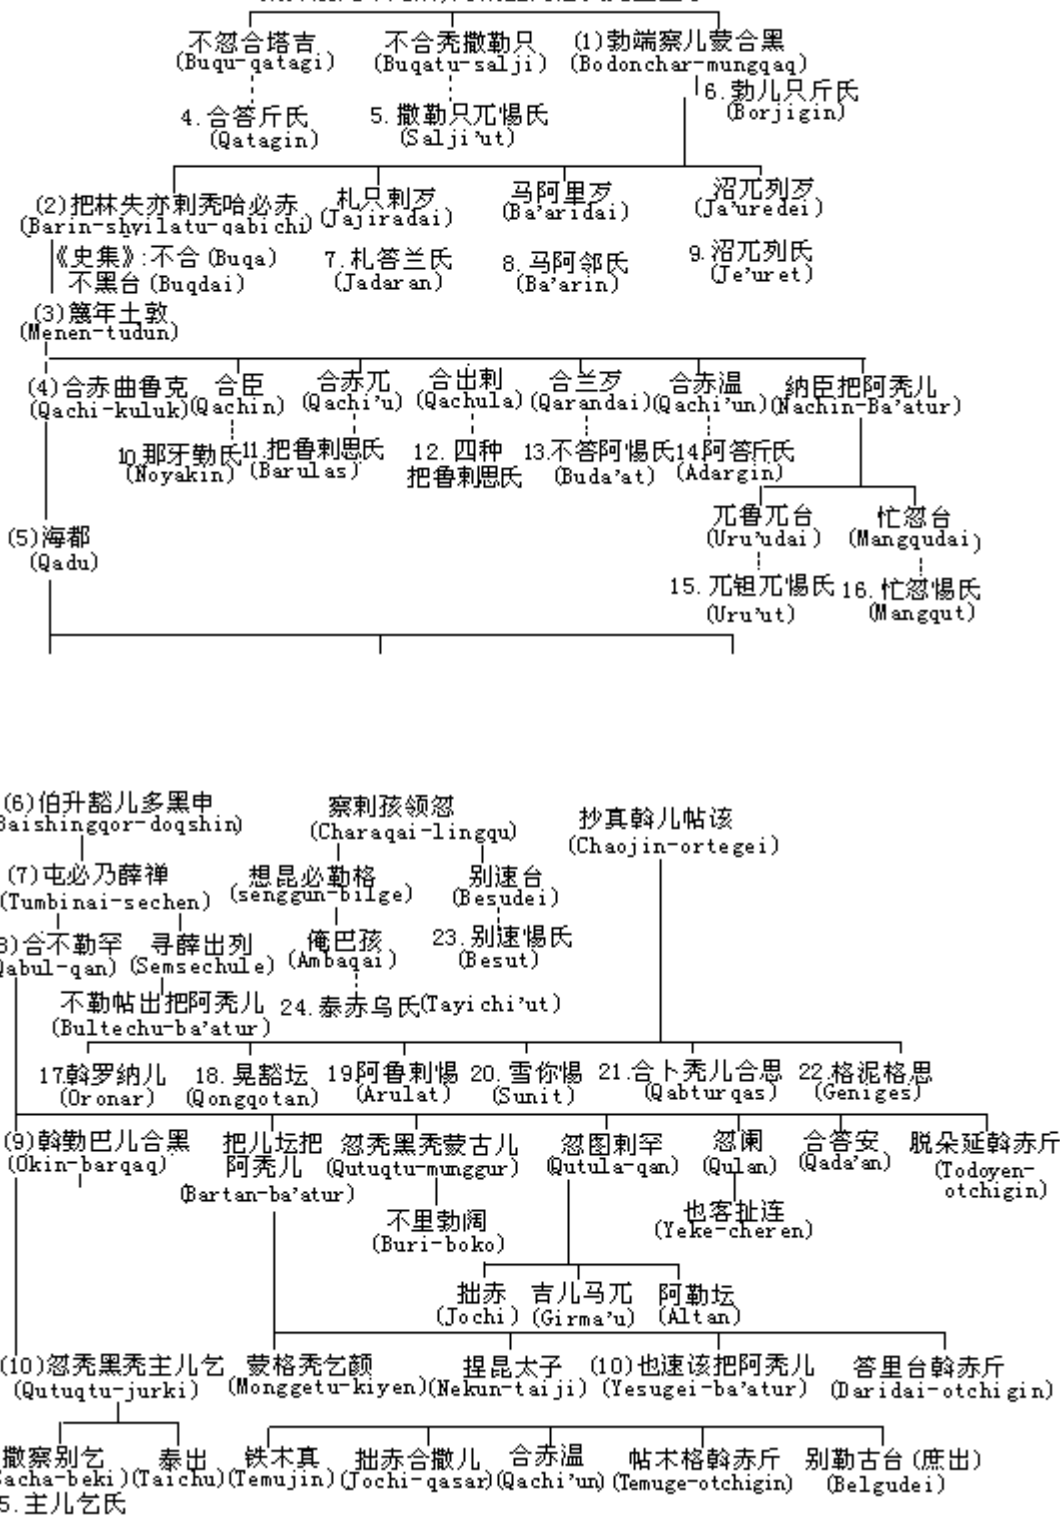 不忽合塔吉 不合秃撒勒只 (1)勃端察儿蒙合黑
(Buqu-qatagi) (Buqatu-salji) (Bodonchar-mungqaq)
6.勃儿只斤氏
(Borjigin)
4.合答斤氏 5.撒勒只兀惕氏
(Qatagin) (Salji'ut)
(2)把林失亦剌秃哈必赤 札只剌歹 马阿里歹 沼兀列歹
(Barin-shyilatu-qabichi) (Jajiradai) (Ba'aridai) (Ja'uredei)
《史集》:不合(Buqa) 7.札答兰氏 8.马阿邻氏 9.沼兀列氏
不黑台(Buqdai) (Jadaran) (Ba'arin) (Je'uret)
(3)篾年土敦
(Menen-tudun)
(4)合赤曲鲁克 合臣 合赤兀 合出剌 合兰歹 合赤温 纳臣把阿秃儿
(Qachi-kuluk) (Qachin) (Qachi'u) (Qachula) (Qarandai) (Qachi'un) (Nachin-Ba'atur)
10.那牙勤氏 11.把鲁剌思氏 12.四种 13.不答阿惕氏 14.阿答斤氏
(Noyakin) (Barulas) 把鲁剌思氏 (Buda'at) (Adargin)
(5)海都 兀鲁兀台 忙忽台
(Qadu) (Uru'udai) (Mangqudai)
15.兀钽兀惕氏 16.忙忽惕氏
(Uru'ut) (Mangqut)
(6)伯升豁儿多黑申 察剌孩领忽 抄真斡儿帖该
Baishingqor-doqshin) (Charaqai-lingqu) (Chaojin-ortegei)
(7)屯必乃薛禅 想昆必勒格 别速台
(Tumbinai-sechen) (senggun-bilge) (Besudei)
8)合不勒罕 寻薛出列 俺巴孩 23.别速惕氏
Qabul-qan) (Semsechule) (Ambaqai) (Besut)
不勒帖出把阿秃儿 24.泰赤乌氏(Tayichi'ut)
(Bultechu-ba'atur)
17.斡罗纳儿 18.晃豁坛 19阿鲁剌惕 20.雪你惕 21.合卜秃儿合思 22.格泥格思
(Oronar) (Qongqotan) (Arulat) (Sunit) (Qabturqas) (Geniges)
(9)斡勤巴儿合黑 把儿坛把 忽秃黑秃蒙古儿 忽图剌罕 忽阑 合答安 脱朵延斡赤斤
(Okin-barqaq) 阿秃儿 (Qutuqtu-munggur) (Qutula-qan) (Qulan) (Qada'an) (Todoyen-
(Bartan-ba'atur) otchigin)
不里勃阔 也客扯连
(Buri-boko) (Yeke-cheren)
拙赤 吉儿马兀 阿勒坛
(Jochi) (Girma'u) (Altan)
(10)忽秃黑秃主儿乞 蒙格秃乞颜 捏昆太子 (10)也速该把阿秃儿 答里台斡赤斤
(Qutuqtu-jurki) (Monggetu-kiyen) (Nekun-taiji) (Yesugei-ba'atur) (Daridai-otchigin)
撒察别乞 泰出 铁木真 拙赤合撒儿 合赤温 帖木格斡赤斤 别勒古台(庶出)
Sacha-beki) (Taichu) (Temujin) (Jochi-qasar) (Qachi'un) (Temuge-otchigin) (Belgudei)
5.主儿乞氏